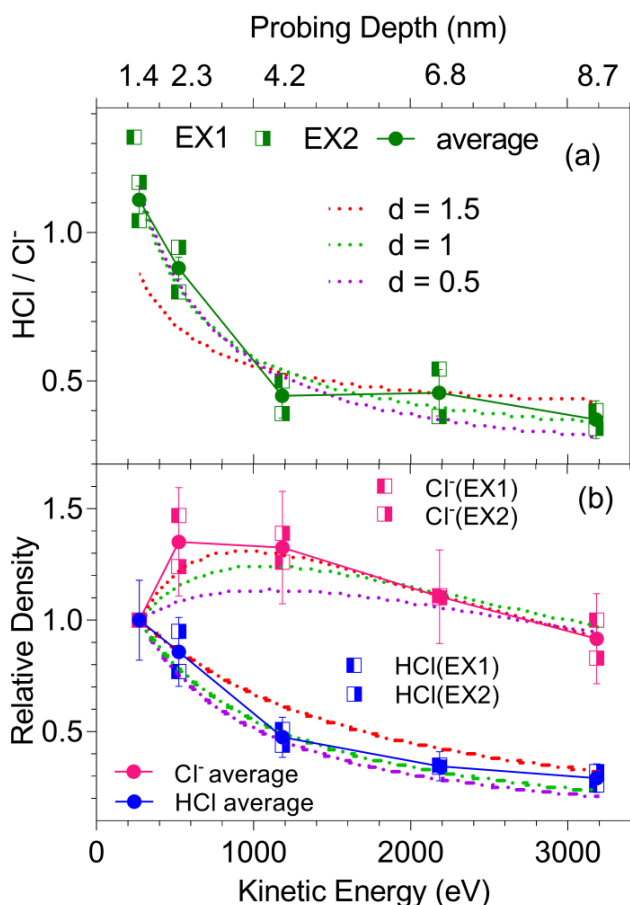 Probing Depth (nm)
1.4 2.3 4.2 6.8 8.7
EX1 EX2 average
(a)
d = 1.5
d = 1
d = 0.5
1.0
0.5
HCl / Cl⁻
Cl⁻(EX1)
Cl⁻(EX2)
(b)
1.5
1.0
0.5
Relative Density
HCl(EX1)
HCl(EX2)
Cl⁻ average
HCl average
0 1000 2000 3000
Kinetic Energy (eV)